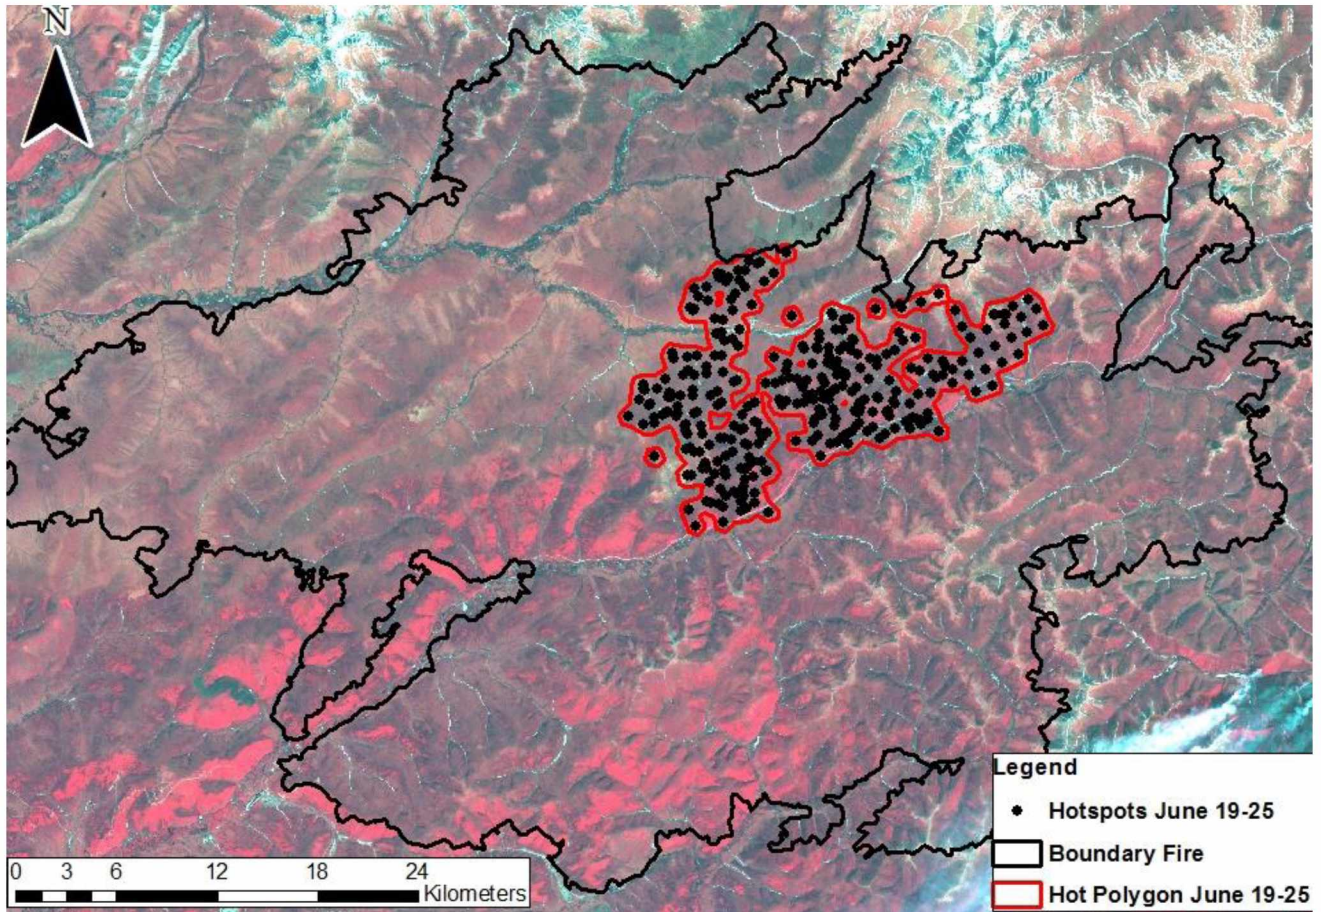 N
Legend
Hotspots June 19-25
Boundary Fire
Hot Polygon June 19-25
0 3 6 12 18 24
Kilometers